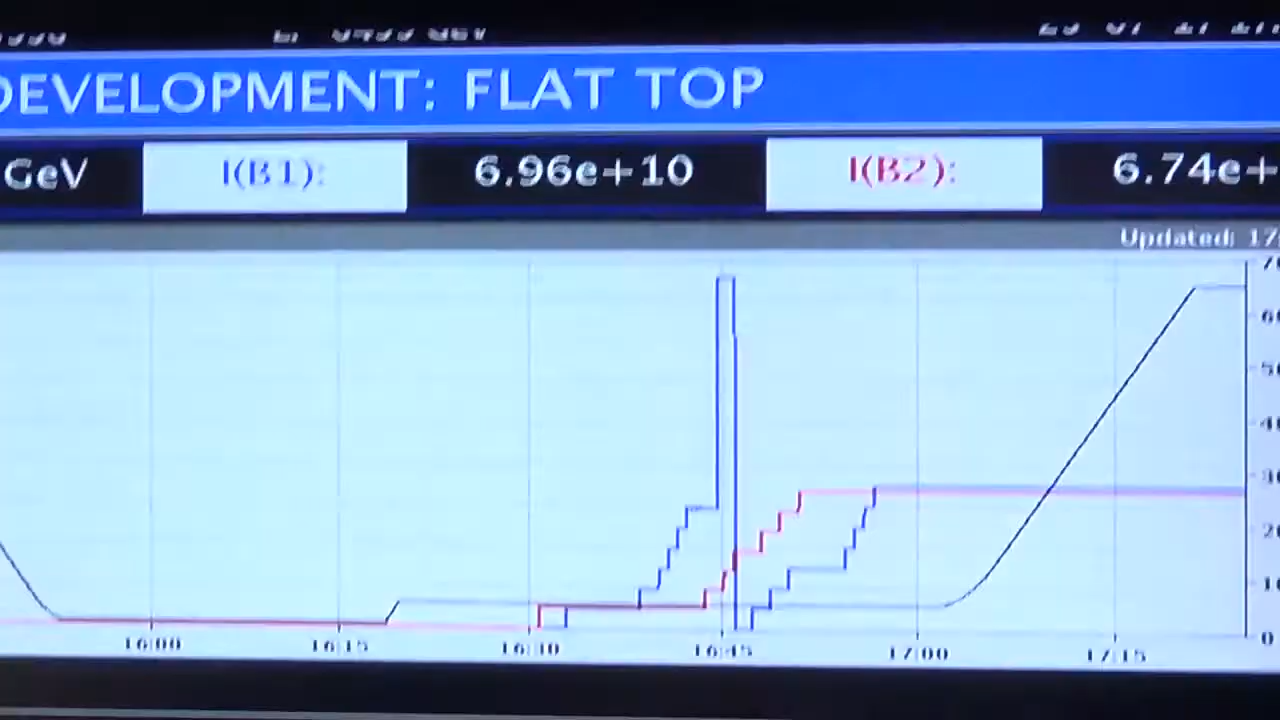 DEVELOPMENT: FLAT TOP
GeV I(B1): 6.96e+10 I(B2): 6.74e+
Updated: 17:
16:00 16:15 16:30 16:45 17:00 17:15
0